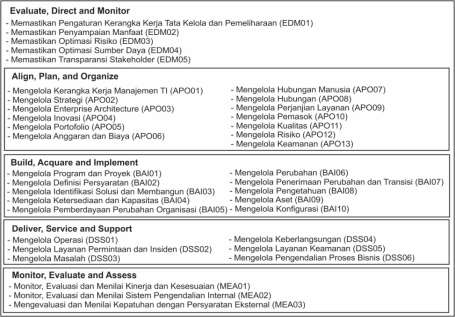 Evaluate, Direct and Monitor
- Memastikan Pengaturan Kerangka Kerja Tata Kelola dan Pemeliharaan (EDM01)
- Memastikan Penyampaian Manfaat (EDM02)
- Memastikan Optimasi Risiko (EDM03)
- Memastikan Optimasi Sumber Daya (EDM04)
- Memastikan Transparansi Stakeholder (EDM05)
Align, Plan, and Organize
- Mengelola Kerangka Kerja Manajemen TI (APO01)
- Mengelola Strategi (APO02)
- Mengelola Enterprise Architecture (APO03)
- Mengelola Inovasi (APO04)
- Mengelola Portofolio (APO05)
- Mengelola Anggaran dan Biaya (APO06)
- Mengelola Hubungan Manusia (APO07)
- Mengelola Hubungan (APO08)
- Mengelola Perjanjian Layanan (APO09)
- Mengelola Pemasok (APO10)
- Mengelola Kualitas (APO11)
- Mengelola Risiko (APO12)
- Mengelola Keamanan (APO13)
Build, Acquare and Implement
- Mengelola Program dan Proyek (BAI01)
- Mengelola Definisi Persyaratan (BAI02)
- Mengelola Identifikasi Solusi dan Membangun (BAI03)
- Mengelola Ketersediaan dan Kapasitas (BAI04)
- Mengelola Pemberdayaan Perubahan Organisasi (BAI05)
- Mengelola Perubahan (BAI06)
- Mengelola Penerimaan Perubahan dan Transisi (BAI07)
- Mengelola Pengetahuan (BAI08)
- Mengelola Aset (BAI09)
- Mengelola Konfigurasi (BAI10)
Deliver, Service and Support
- Mengelola Operasi (DSS01)
- Mengelola Layanan Permintaan dan Insiden (DSS02)
- Mengelola Masalah (DSS03)
- Mengelola Keberlangsungan (DSS04)
- Mengelola Layanan Keamanan (DSS05)
- Mengelola Pengendalian Proses Bisnis (DSS06)
Monitor, Evaluate and Assess
- Monitor, Evaluasi dan Menilai Kinerja dan Kesesuaian (MEA01)
- Monitor, Evaluasi dan Menilai Sistem Pengendalian Internal (MEA02)
- Mengevaluasi dan Menilai Kepatuhan dengan Persyaratan Eksternal (MEA03)